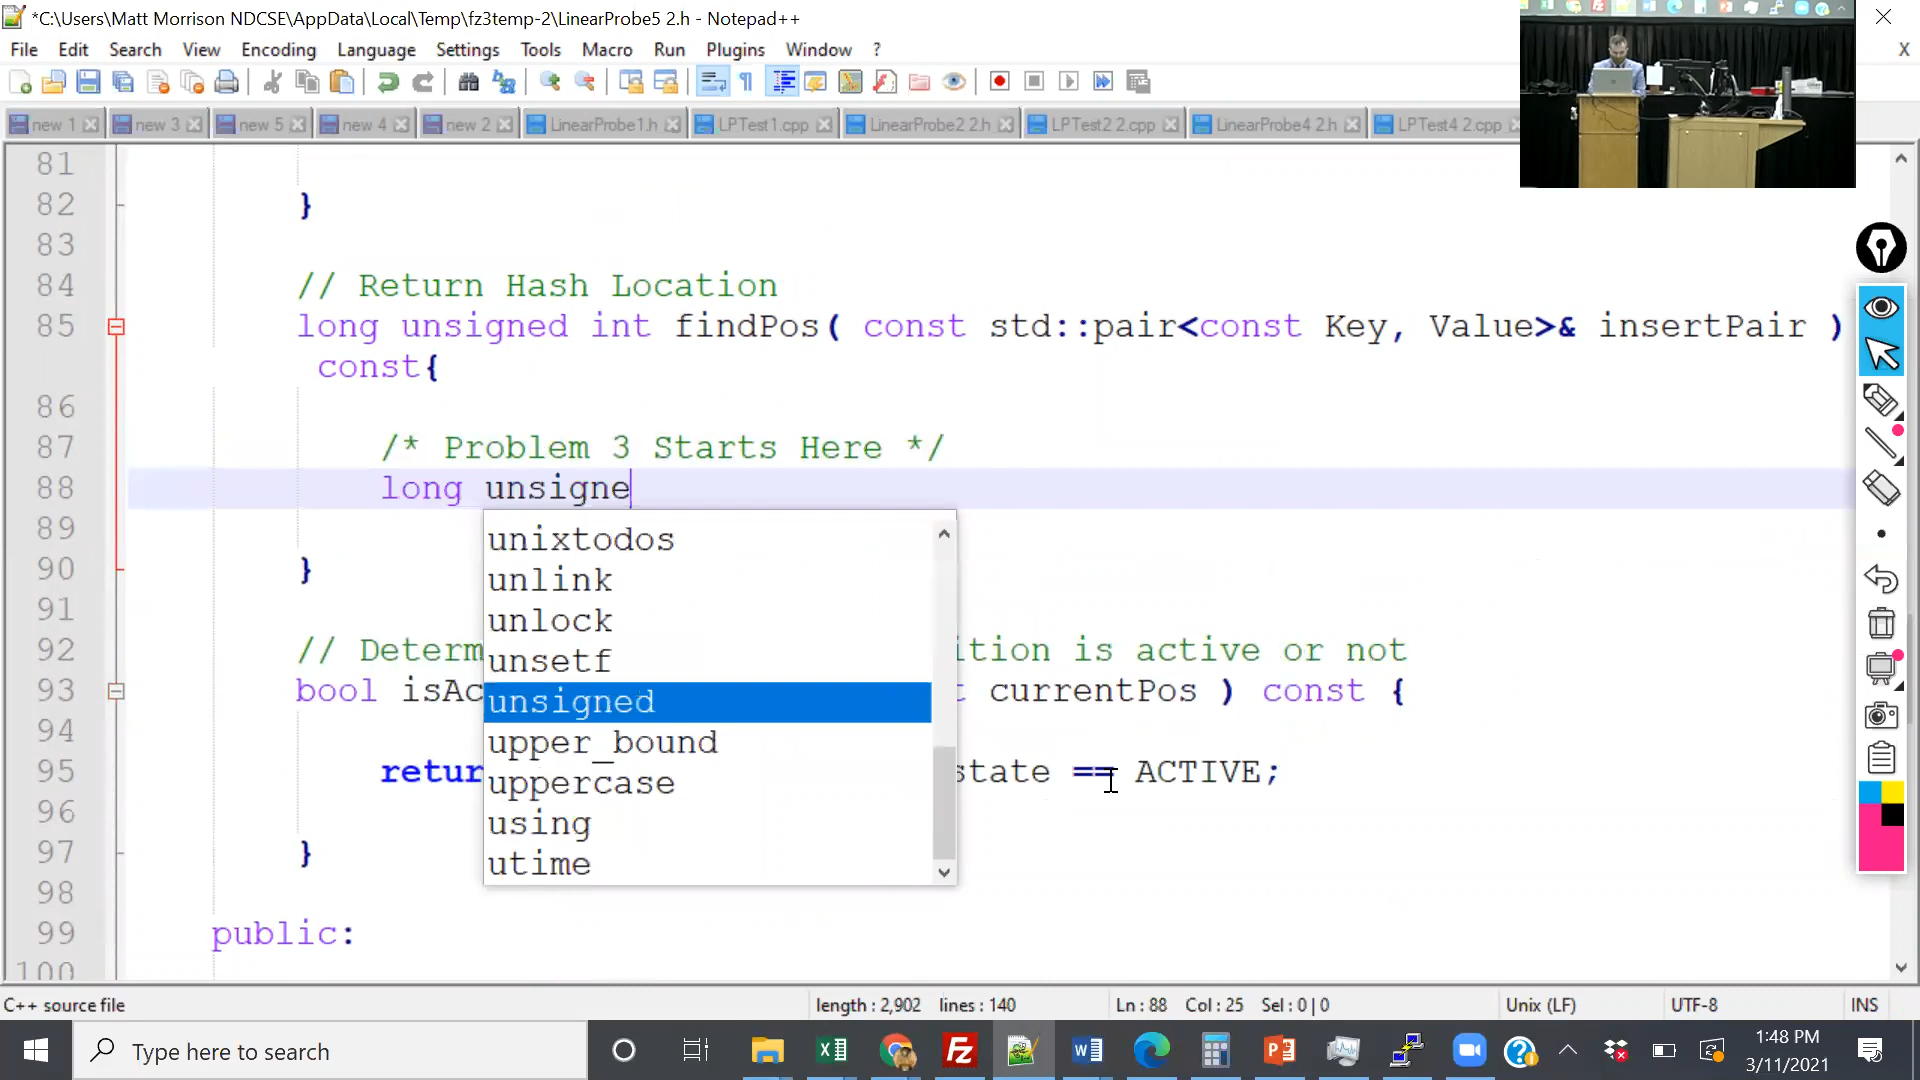 *C:\Users\Matt Morrison NDCSE\AppData\Local\Temp\fz3temp-2\LinearProbe5 2.h - Notepad++
File Edit Search View Encoding Language Settings Tools Macro Run Plugins Window ?
new 1 new 3 new 5 new 4 new 2 LinearProbe1.h LPTest1.cpp LinearProbe2 2.h LPTest2 2.cpp LinearProbe4 2.h LPTest4 2.cpp
81
82 }
83
84 // Return Hash Location
85 long unsigned int findPos( const std::pair<const Key, Value>& insertPair )
const{
86
87 /* Problem 3 Starts Here */
88 long unsigne
89
90 }
91
92 // Determ ition is active or not
93 bool isAc t currentPos ) const {
94
95 retur state == ACTIVE;
96
97 }
98
99 public:
100
unixtodos
unlink
unlock
unsetf
unsigned
upper_bound
uppercase
using
utime
C++ source file length : 2,902 lines : 140 Ln : 88 Col : 25 Sel : 0 | 0 Unix (LF) UTF-8 INS
Type here to search
1:48 PM
3/11/2021